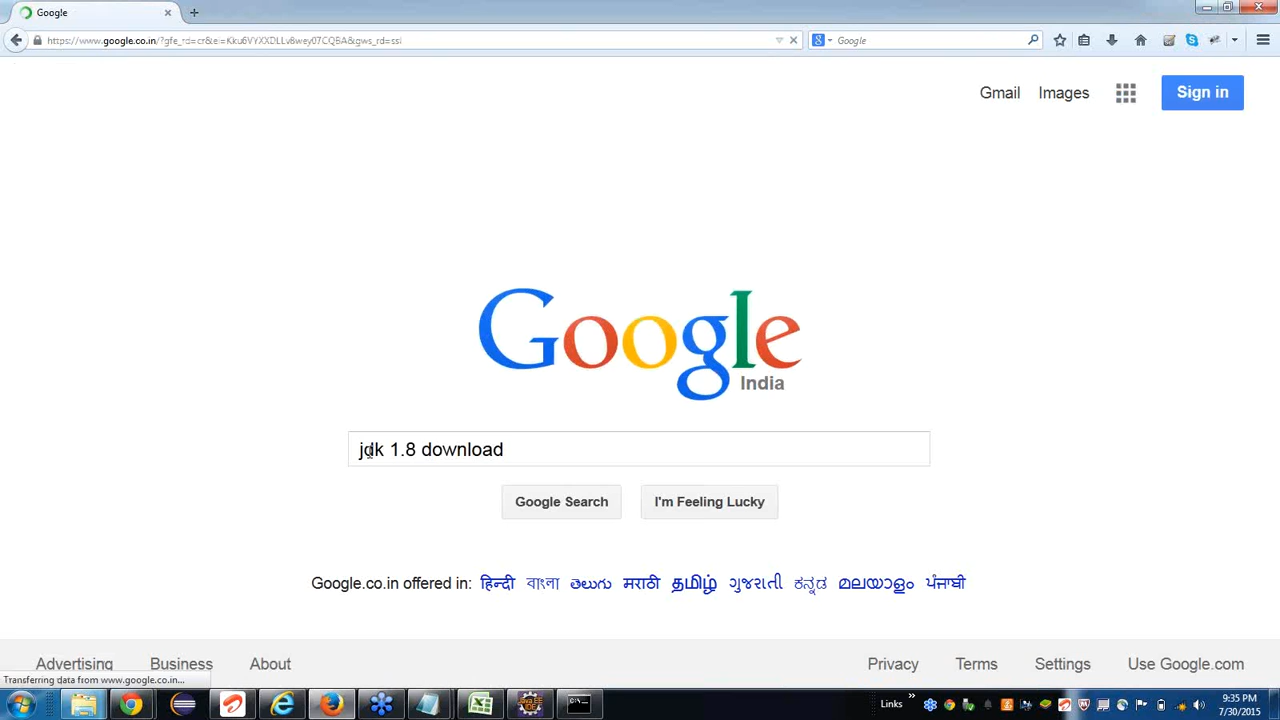 Google
https://www.google.co.in/?gfe_rd=cr&ei=Kku6VYXXDLLv8wey07CQBA&gws_rd=ssl
Google
Gmail Images Sign in
Google
India
jdk 1.8 download
Google Search I'm Feeling Lucky
Google.co.in offered in: हिन्दी বাংলা తెలుగు मराठी தமிழ் ગુજરાતી ಕನ್ನಡ മലയാളം ਪੰਜਾਬੀ
Advertising Business About Privacy Terms Settings Use Google.com
Transferring data from www.google.co.in...
Links
9:35 PM
7/30/2015